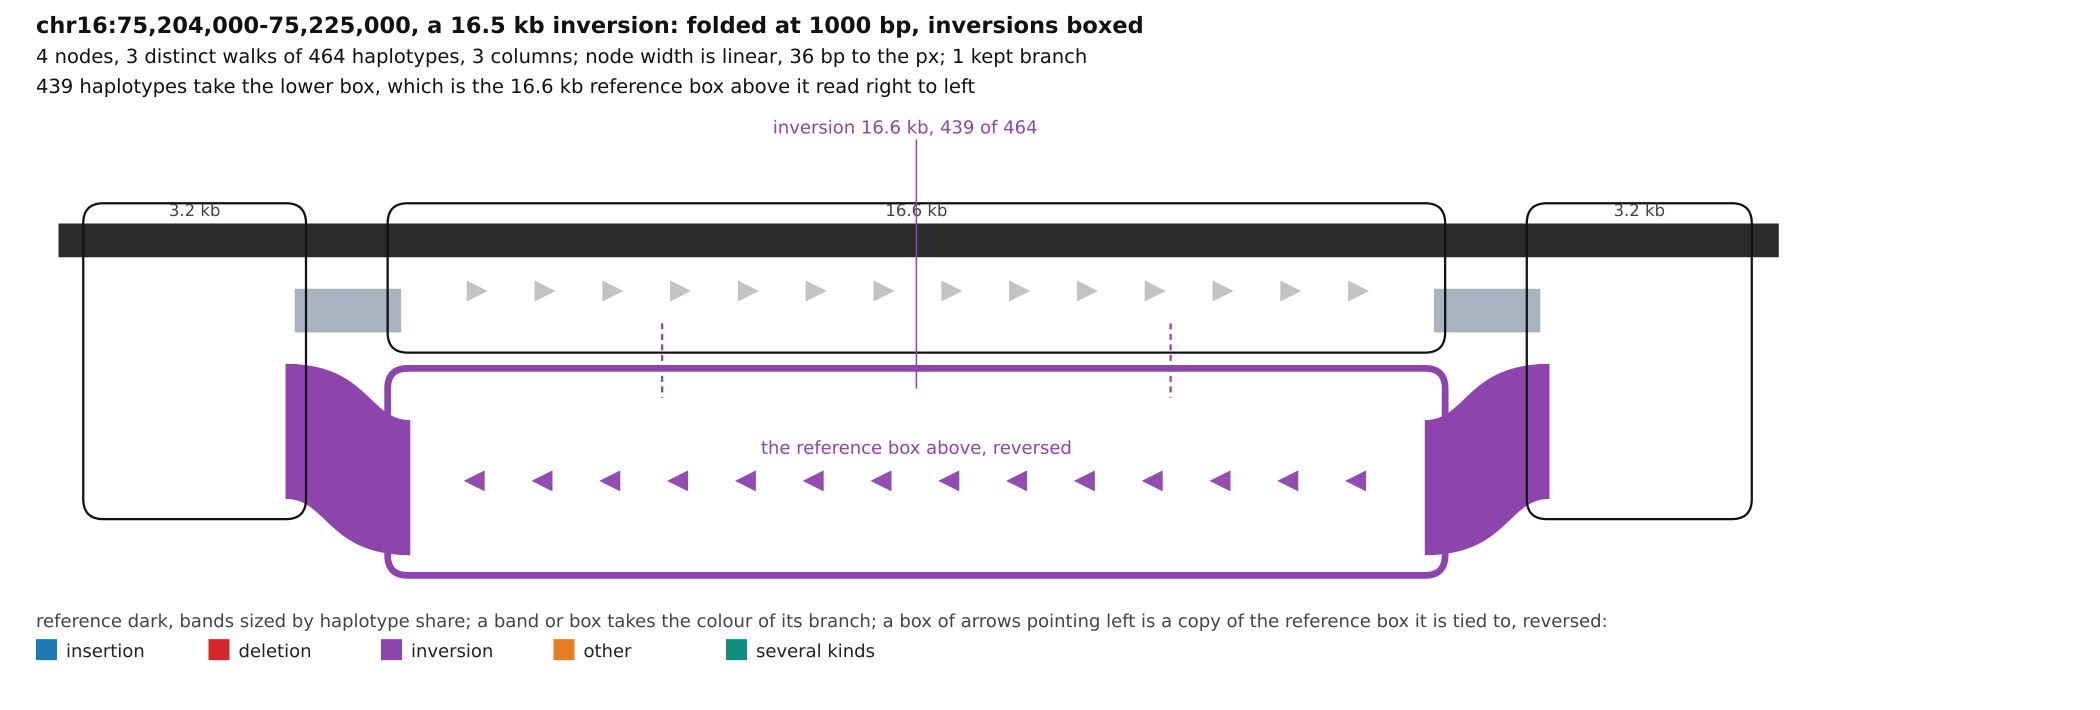 chr16:75,204,000-75,225,000, a 16.5 kb inversion: folded at 1000 bp, inversions boxed
4 nodes, 3 distinct walks of 464 haplotypes, 3 columns; node width is linear, 36 bp to the px; 1 kept branch
439 haplotypes take the lower box, which is the 16.6 kb reference box above it read right to left
inversion 16.6 kb, 439 of 464
3.2 kb 16.6 kb 3.2 kb
the reference box above, reversed
reference dark, bands sized by haplotype share; a band or box takes the colour of its branch; a box of arrows pointing left is a copy of the reference box it is tied to, reversed:
insertion deletion inversion other several kinds